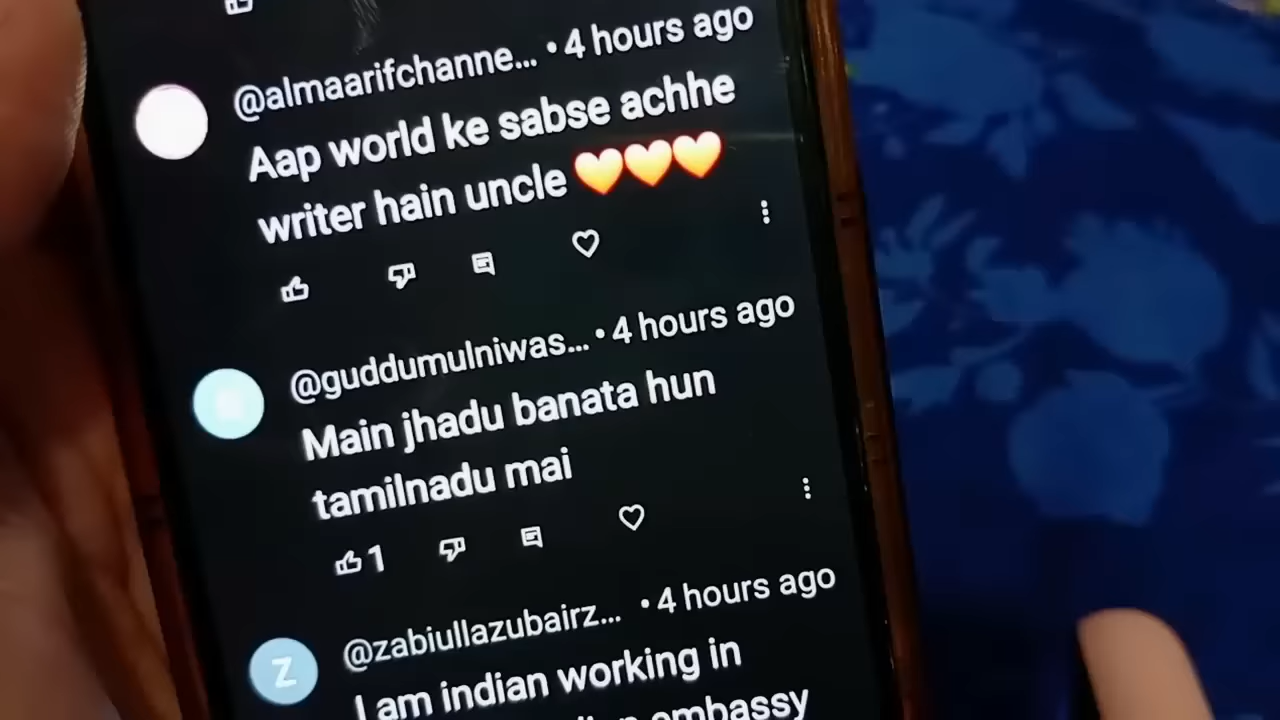 @almaarifchanne... • 4 hours ago
Aap world ke sabse achhe
writer hain uncle 🧡🧡🧡
@guddumulniwas... • 4 hours ago
Main jhadu banata hun
tamilnadu mai
1
@zabiullazubairz... • 4 hours ago
Z
I am indian working in
embassy